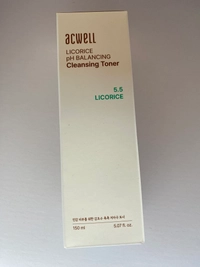 acwell
LICORICE
pH BALANCING
Cleansing Toner
5.5
LICORICE
150 ml 5.07 fl. oz